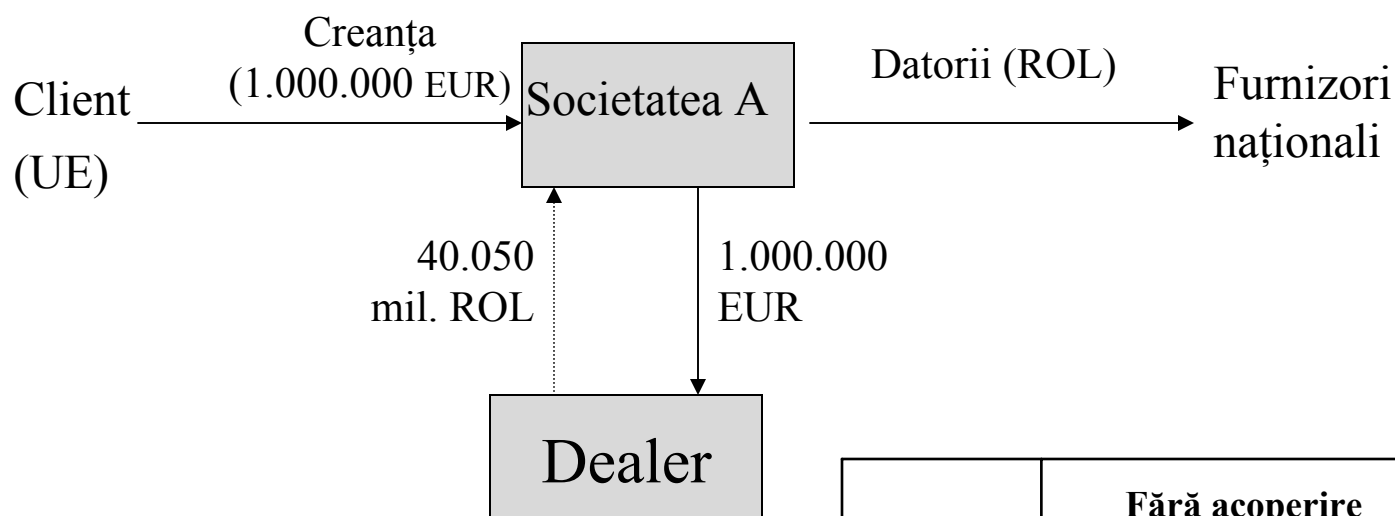 Creanța
(1.000.000 EUR)
Client
(UE)
Societatea A
Datorii (ROL)
Furnizori
naționali
40.050
mil. ROL
1.000.000
EUR
Dealer
Fără acoperire